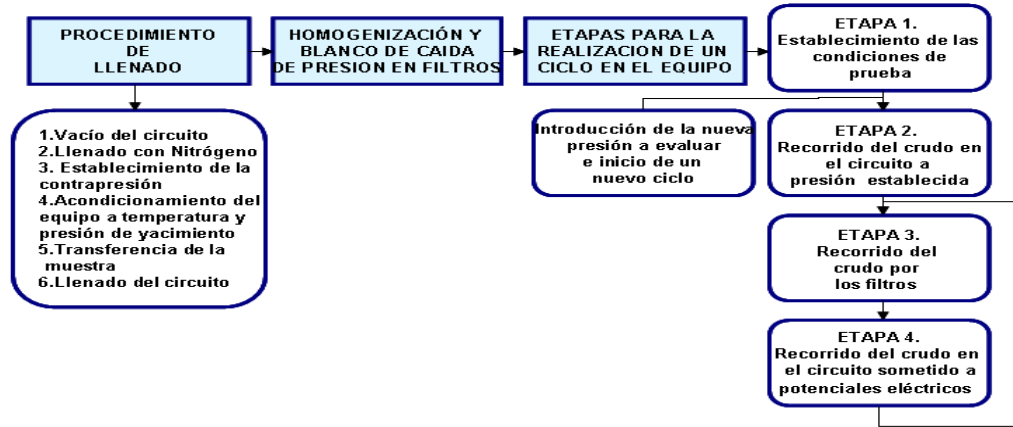 PROCEDIMIENTO
DE
LLENADO
HOMOGENIZACIÓN Y
BLANCO DE CAIDA
DE PRESION EN FILTROS
ETAPAS PARA LA
REALIZACION DE UN
CICLO EN EL EQUIPO
ETAPA 1.
Establecimiento de las
condiciones de
prueba
1.Vacío del circuito
2.Llenado con Nitrógeno
3. Establecimiento de la
contrapresión
4.Acondicionamiento del
equipo a temperatura y
presión de yacimiento
5.Transferencia de la
muestra
6.Llenado del circuito
Introducción de la nueva
presión a evaluar
e inicio de un
nuevo ciclo
ETAPA 2.
Recorrido del crudo en
el circuito a
presión establecida
ETAPA 3.
Recorrido del
crudo por
los filtros
ETAPA 4.
Recorrido del crudo en
el circuito sometido a
potenciales eléctricos